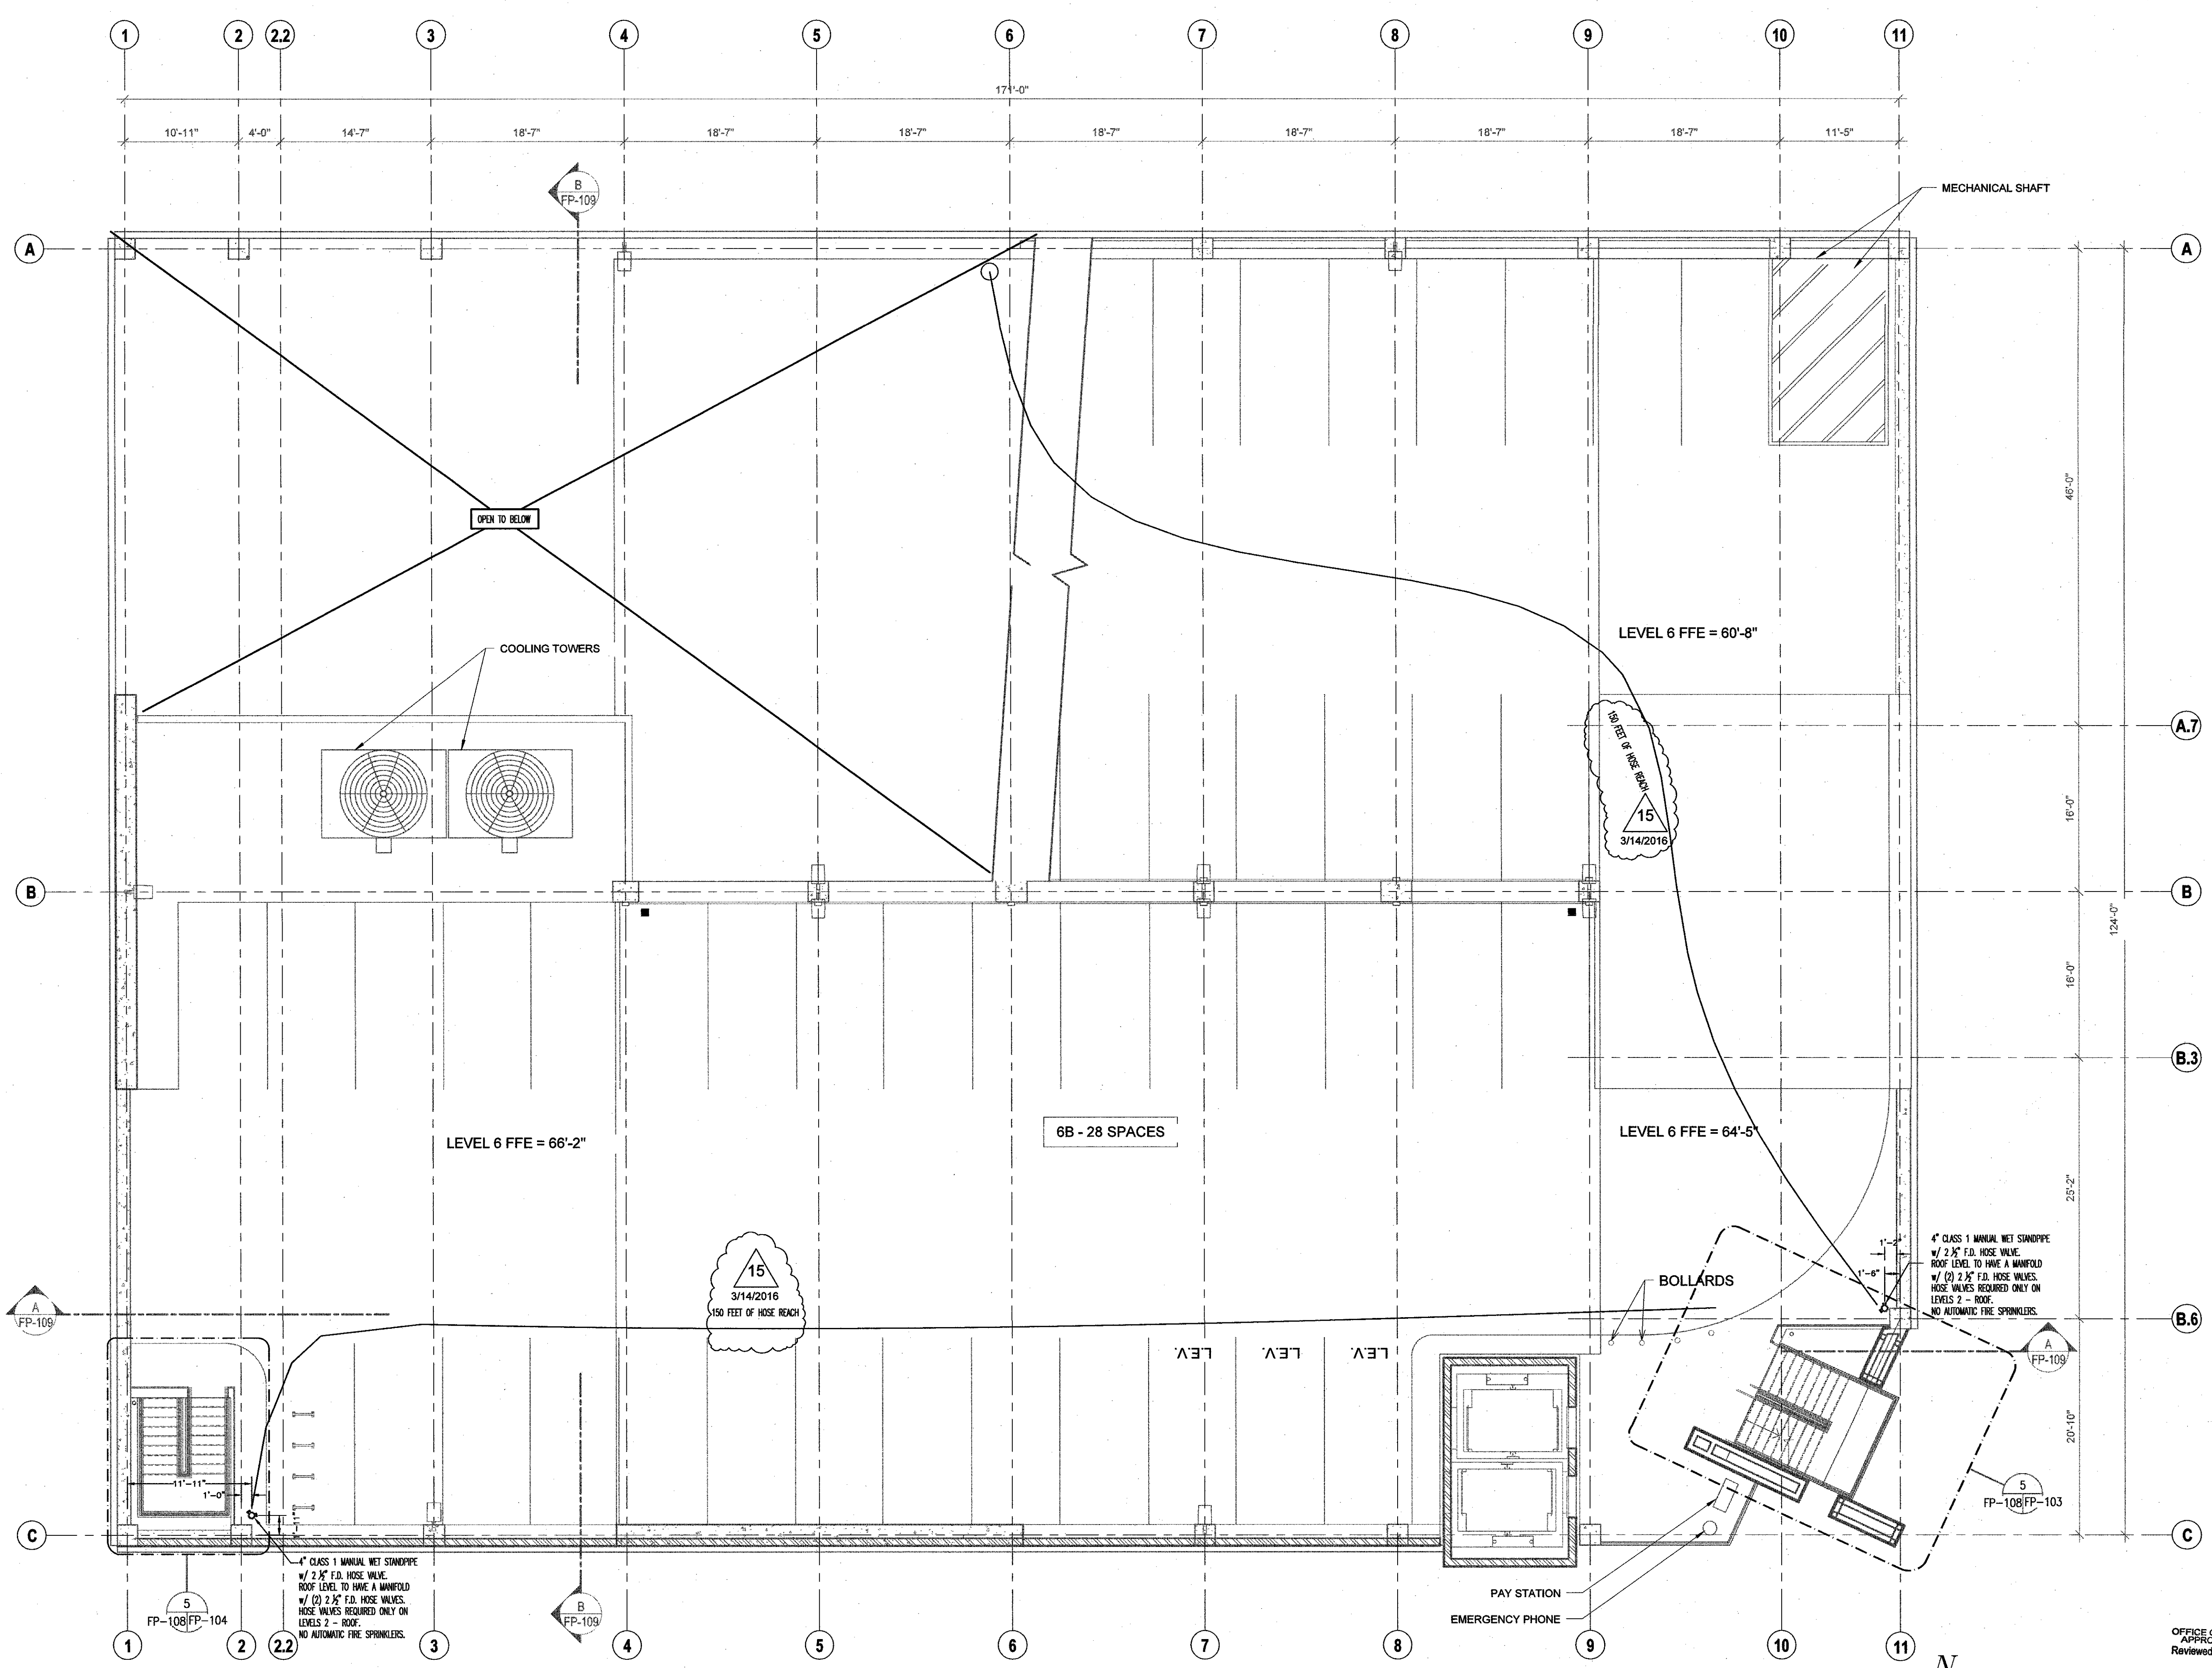 1 2 2.2 3 4 5 6 7 8 9 10 11
171'-0"
10'-11" 4'-0" 14'-7" 18'-7" 18'-7" 18'-7" 18'-7" 18'-7" 18'-7" 18'-7" 11'-5"
B
FP-109
MECHANICAL SHAFT
A
A
46'-0"
OPEN TO BELOW
LEVEL 6 FFE = 60'-8"
COOLING TOWERS
A.7
150 FEET OF HOSE REACH
15
3/14/2016
16'-0"
B
B
124'-0"
16'-0"
B.3
LEVEL 6 FFE = 66'-2"
6B - 28 SPACES
LEVEL 6 FFE = 64'-5"
25'-2"
15
3/14/2016
150 FEET OF HOSE REACH
BOLLARDS
1'-2"
1'-6"
4" CLASS 1 MANUAL WET STANDPIPE
w/ 2 ½" F.D. HOSE VALVE.
ROOF LEVEL TO HAVE A MANIFOLD
w/ (2) 2 ½" F.D. HOSE VALVES.
HOSE VALVES REQUIRED ONLY ON
LEVELS 2 - ROOF.
NO AUTOMATIC FIRE SPRINKLERS.
A
FP-109
B.6
A
FP-109
L.E.V. L.E.V. L.E.V.
20'-10"
11'-11"
1'-0"
5
FP-108 FP-103
C
C
4" CLASS 1 MANUAL WET STANDPIPE
w/ 2 ½" F.D. HOSE VALVE.
ROOF LEVEL TO HAVE A MANIFOLD
w/ (2) 2 ½" F.D. HOSE VALVES.
HOSE VALVES REQUIRED ONLY ON
LEVELS 2 - ROOF.
NO AUTOMATIC FIRE SPRINKLERS.
5
FP-108 FP-104
B
FP-109
PAY STATION
EMERGENCY PHONE
1 2 2.2 3 4 5 6 7 8 9 10 11
OFFICE
Reviewed
N